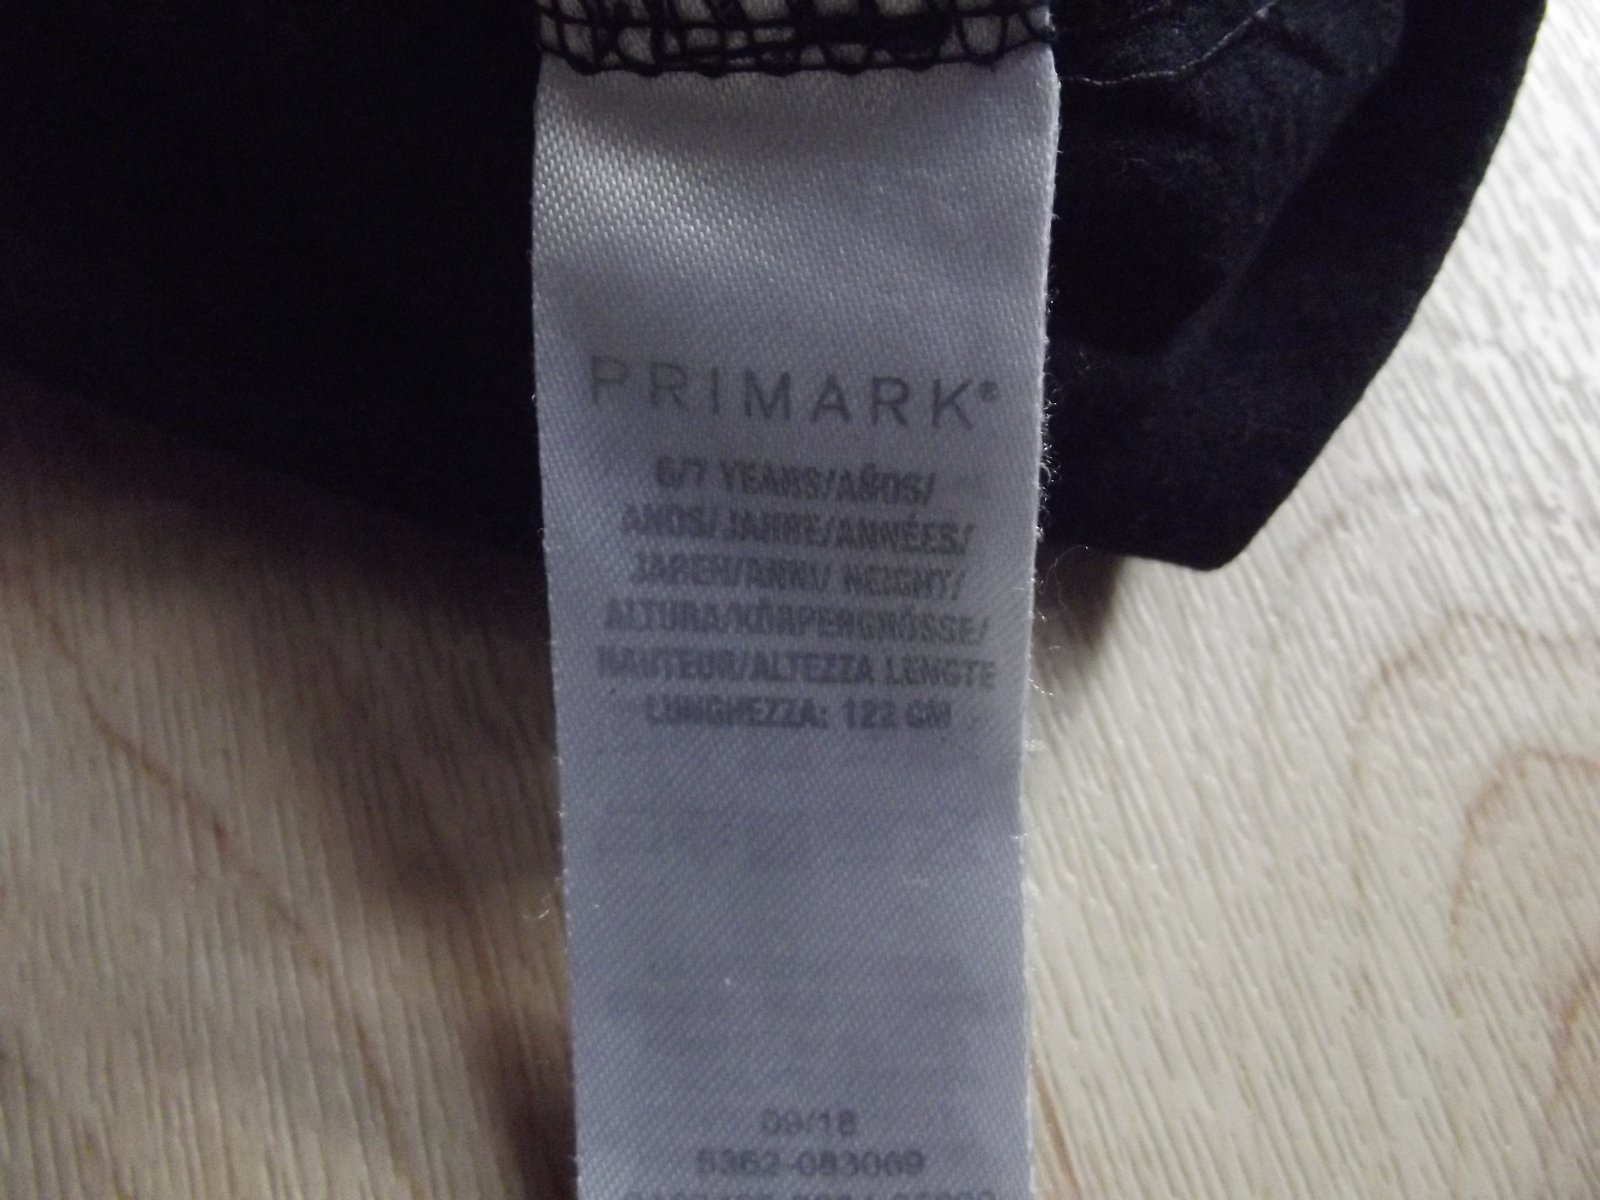 PRIMARK®
6/7 YEARS/AÑOS/
ANOS/JAHRE/ANNÉES/
JAREN/ANNI/ HEIGHT/
ALTURA/KÖRPERGRÖSSE/
HAUTEUR/ALTEZZA LENGTE
LUNGHEZZA: 122 CM
09/18
5362-083069